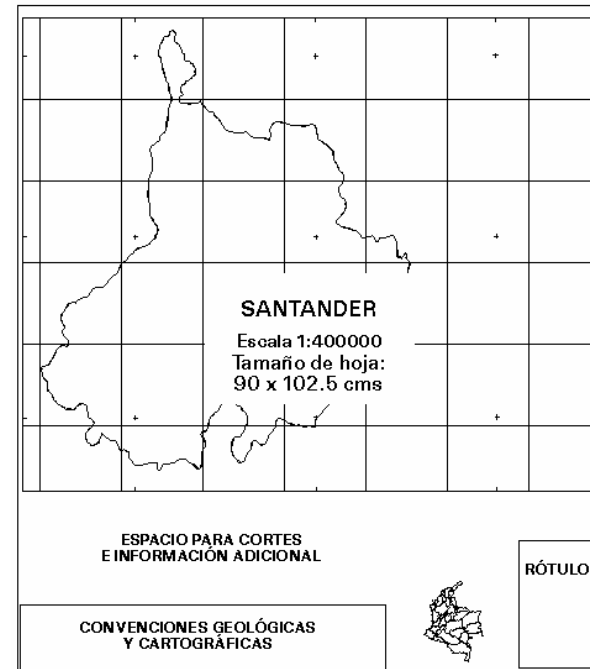 SANTANDER
Escala 1:400000
Tamaño de hoja:
90 x 102.5 cms
ESPACIO PARA CORTES
E INFORMACIÓN ADICIONAL
RÓTULO
CONVENCIONES GEOLÓGICAS
Y CARTOGRÁFICAS